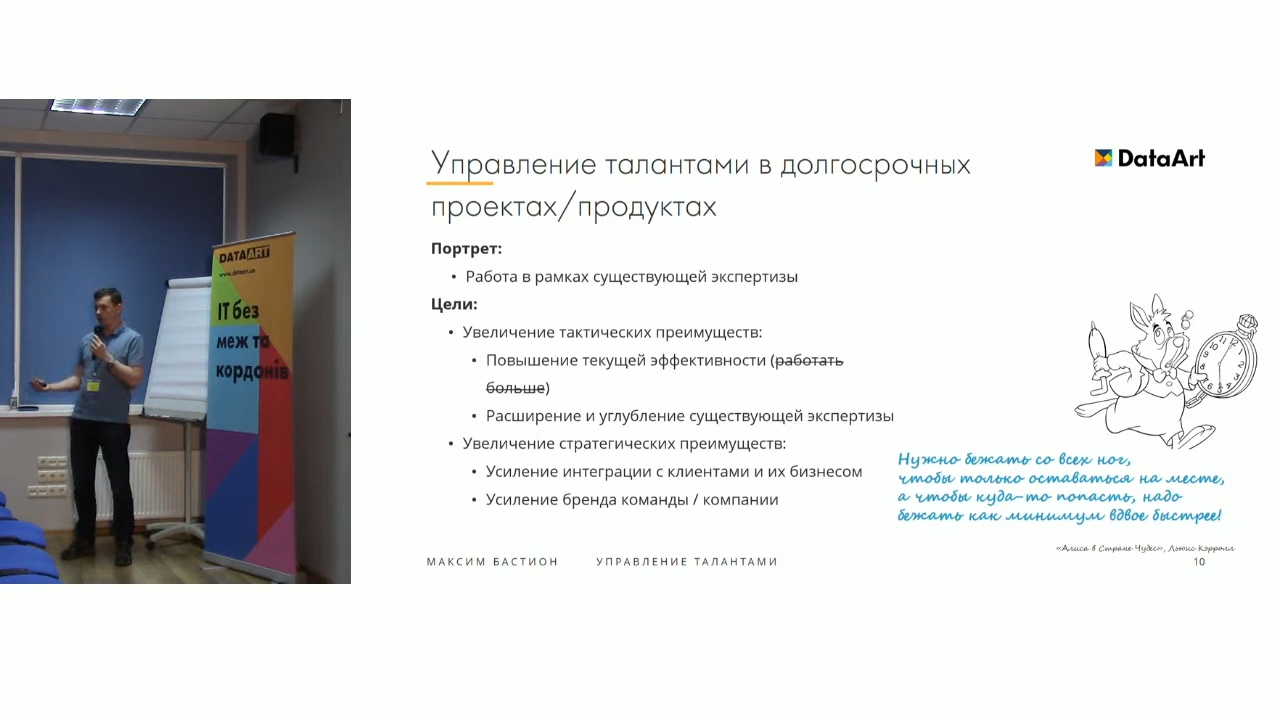 DATAART
www.dataart.ua
IT без
меж та
кордонів
Управление талантами в долгосрочных
проектах/продуктах
DataArt
Портрет:
• Работа в рамках существующей экспертизы
Цели:
• Увеличение тактических преимуществ:
• Повышение текущей эффективности (работать
больше)
• Расширение и углубление существующей экспертизы
• Увеличение стратегических преимуществ:
• Усиление интеграции с клиентами и их бизнесом
• Усиление бренда команды / компании
Нужно бежать со всех ног,
чтобы только оставаться на месте,
а чтобы куда-то попасть, надо
бежать как минимум вдвое быстрее!
«Алиса в Стране Чудес», Льюис Кэрролл
МАКСИМ БАСТИОН УПРАВЛЕНИЕ ТАЛАНТАМИ 10